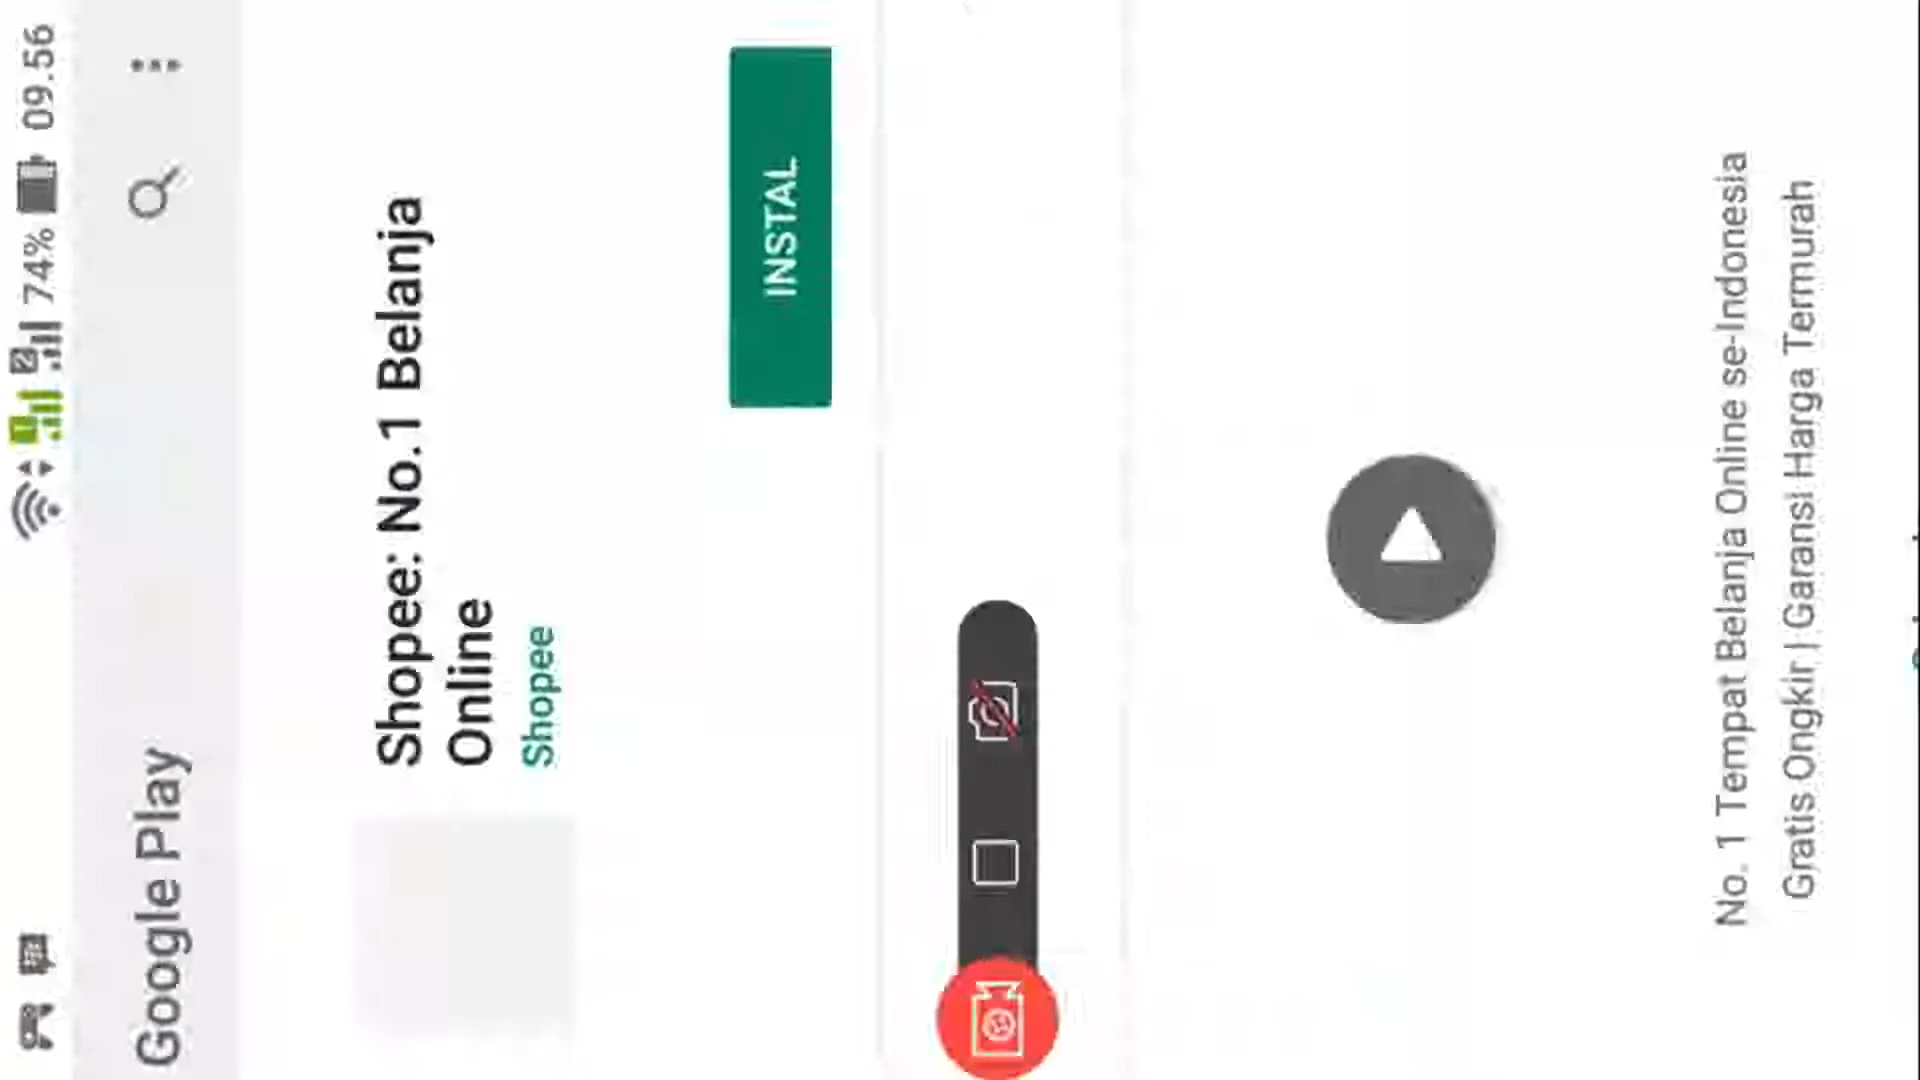 74% 09.56
Google Play
Shopee: No.1 Belanja
Online
Shopee
INSTAL
No. 1 Tempat Belanja Online se-Indonesia
Gratis Ongkir | Garansi Harga Termurah